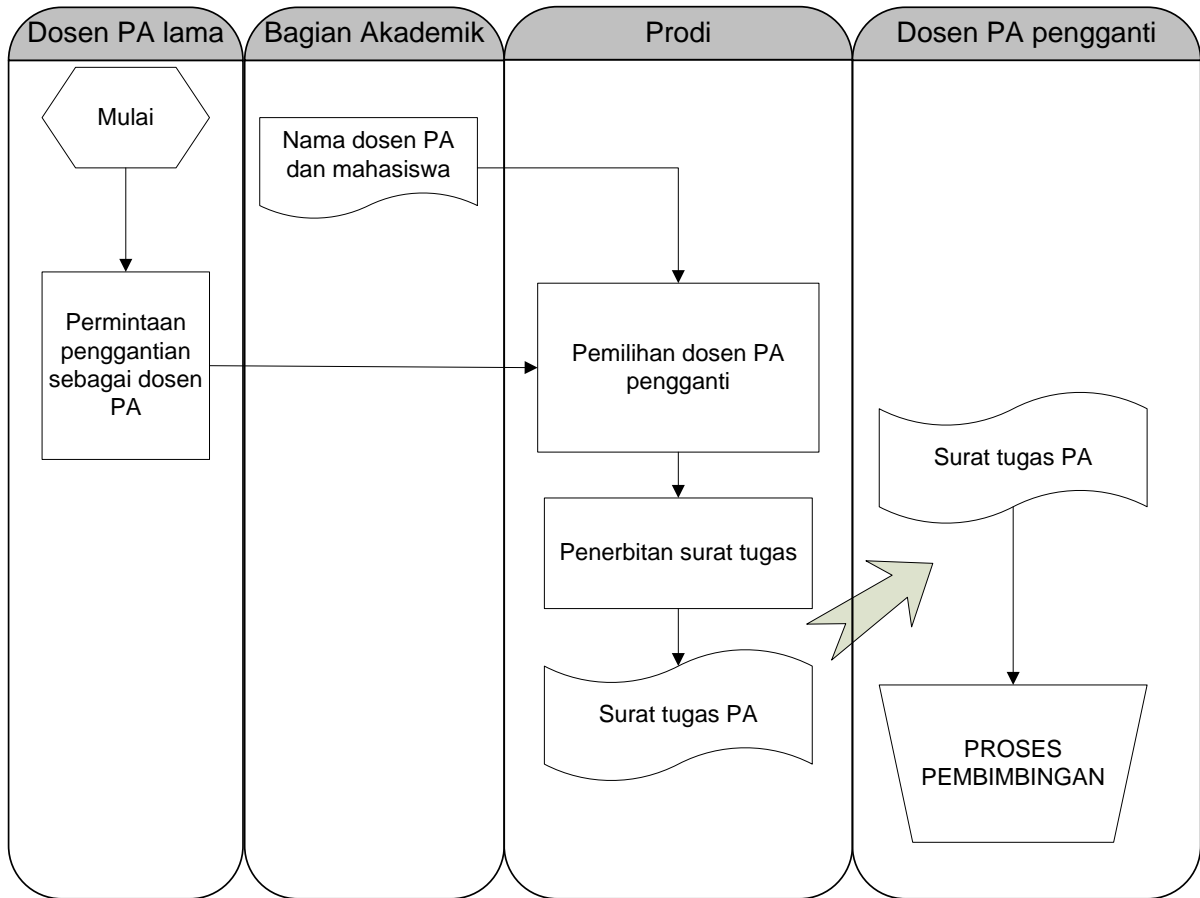 Dosen PA lama
Bagian Akademik
Prodi
Dosen PA pengganti
Mulai
Nama dosen PA
dan mahasiswa
Permintaan
penggantian
sebagai dosen
PA
Pemilihan dosen PA
pengganti
Surat tugas PA
Penerbitan surat tugas
Surat tugas PA
PROSES
PEMBIMBINGAN